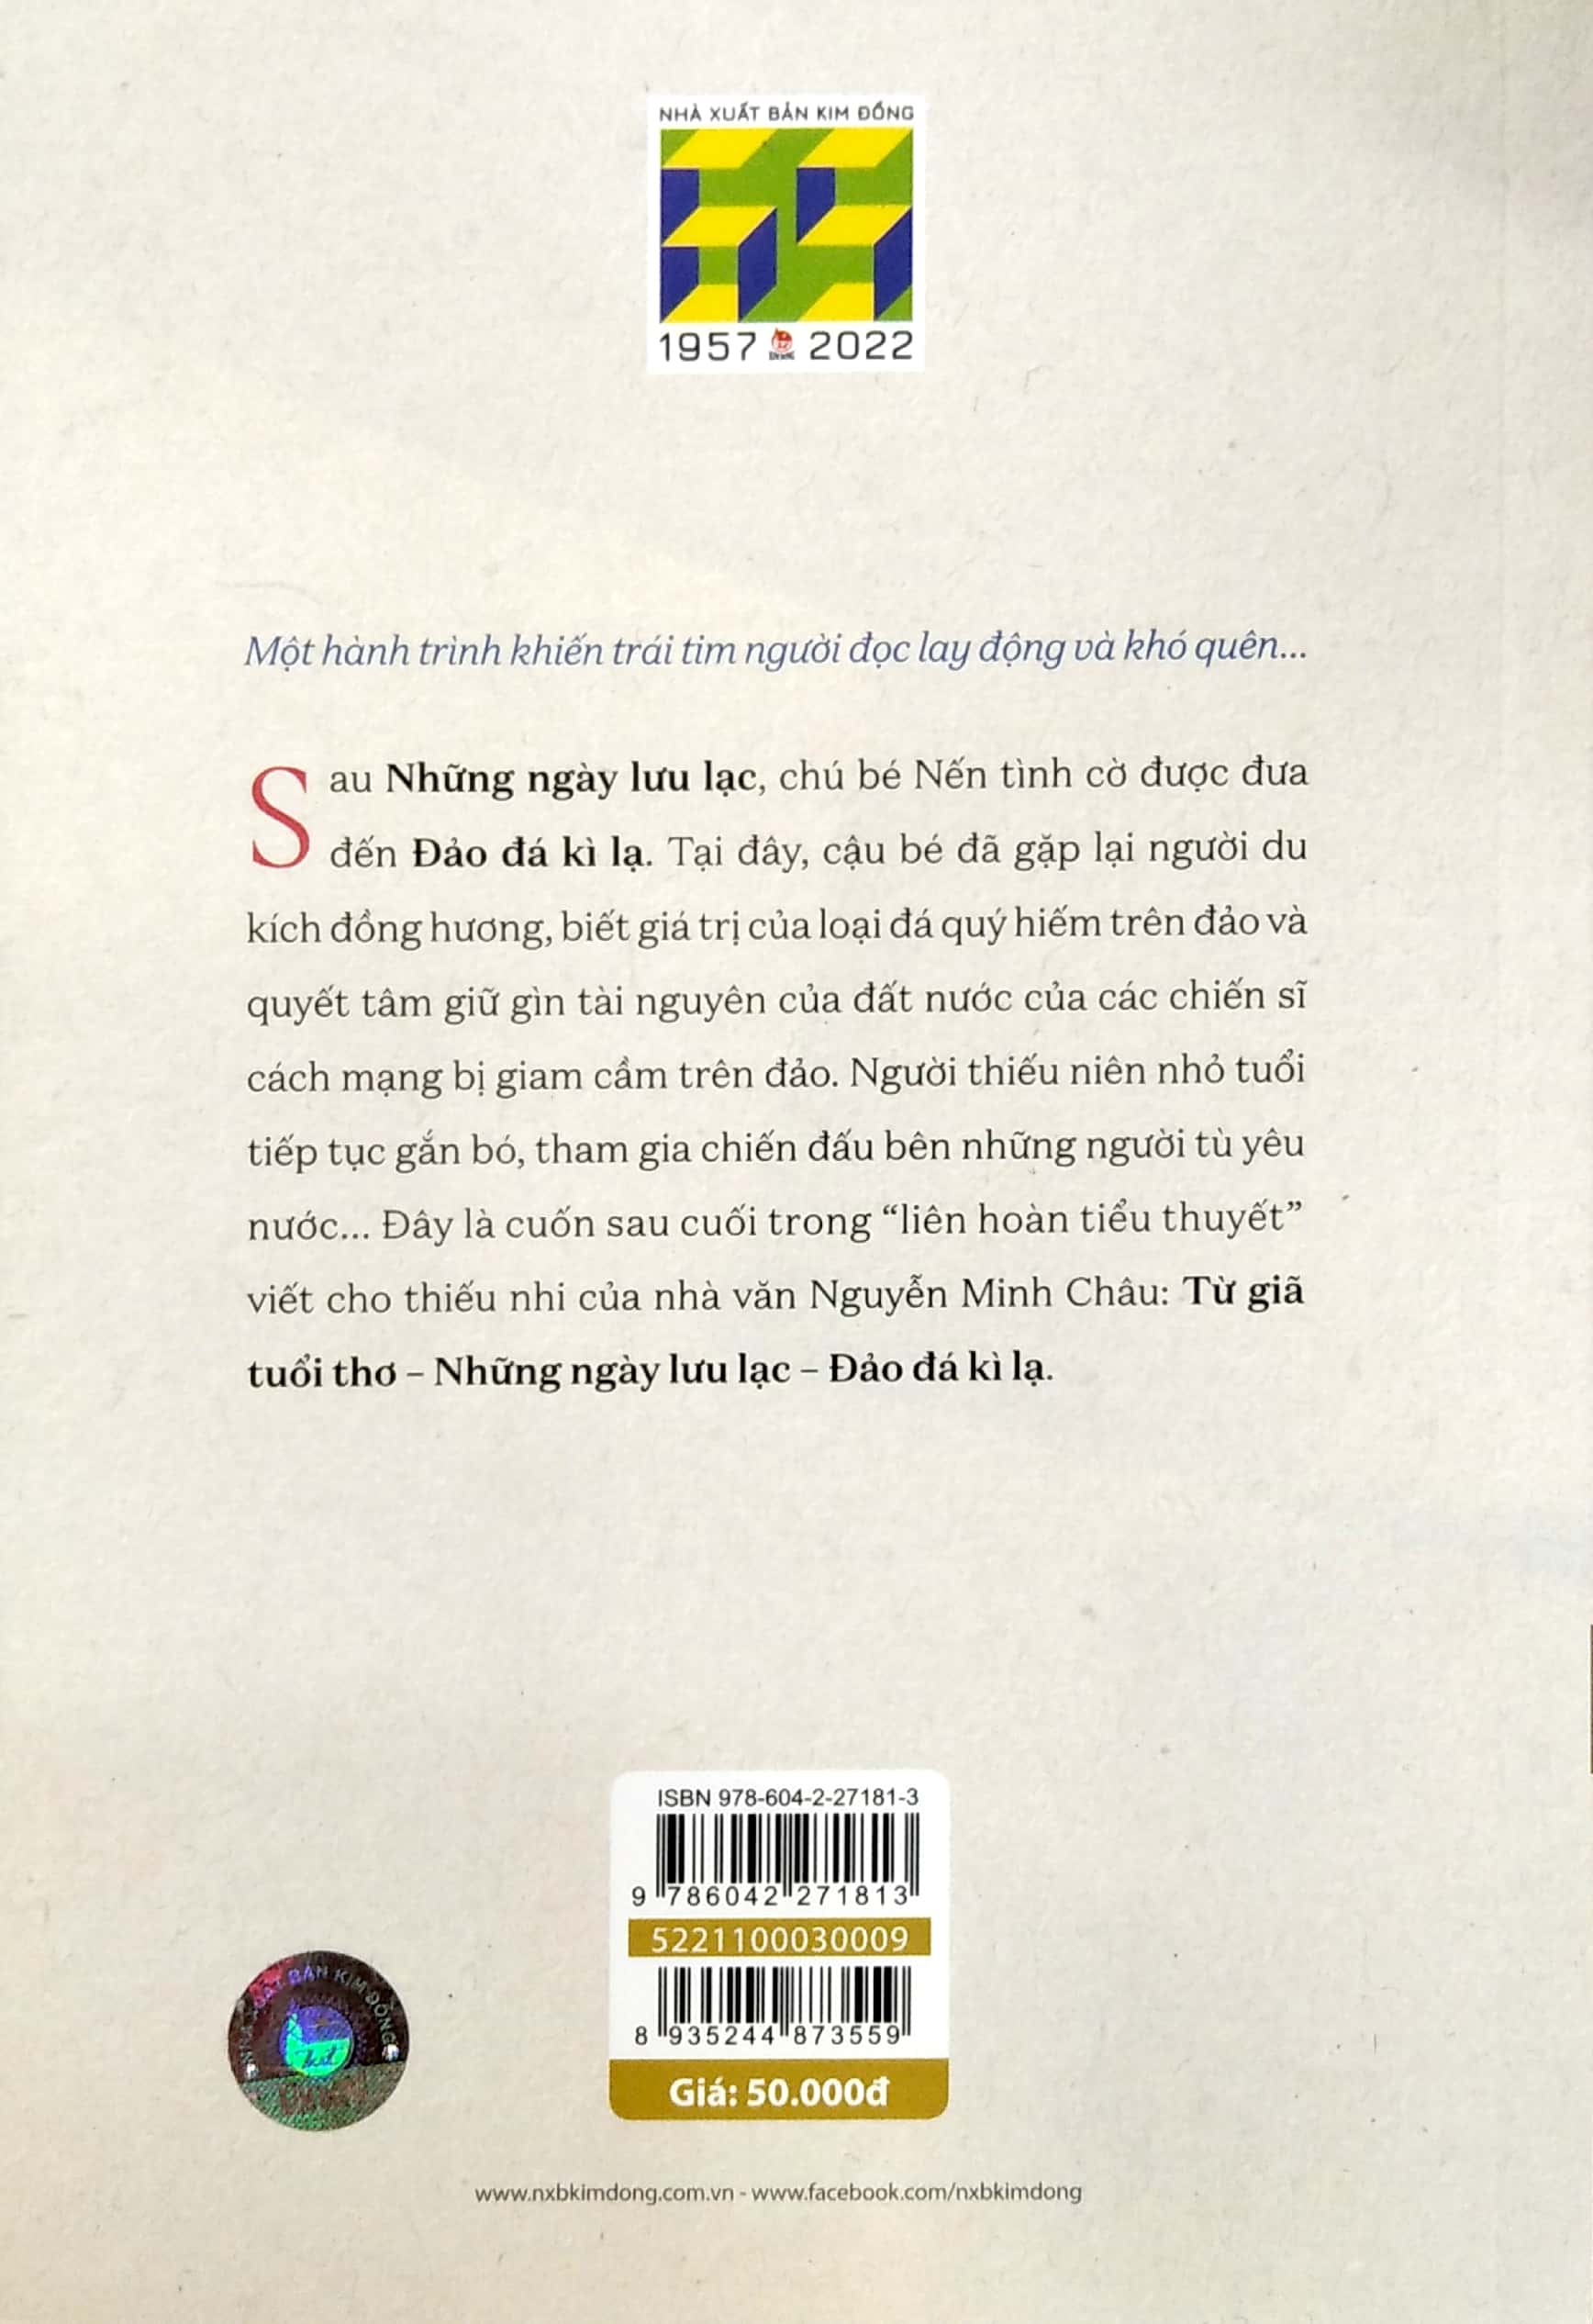 NHÀ XUẤT BẢN KIM ĐỒNG
1957 2022
Một hành trình khiến trái tim người đọc lay động và khó quên...
Sau Những ngày lưu lạc, chú bé Nến tình cờ được đưa
đến Đảo đá kì lạ. Tại đây, cậu bé đã gặp lại người du
kích đồng hương, biết giá trị của loại đá quý hiếm trên đảo và
quyết tâm giữ gìn tài nguyên của đất nước của các chiến sĩ
cách mạng bị giam cầm trên đảo. Người thiếu niên nhỏ tuổi
tiếp tục gắn bó, tham gia chiến đấu bên những người tù yêu
nước... Đây là cuốn sau cuối trong “liên hoàn tiểu thuyết”
viết cho thiếu nhi của nhà văn Nguyễn Minh Châu: Từ giã
tuổi thơ – Những ngày lưu lạc – Đảo đá kì lạ.
ISBN 978-604-2-27181-3
9 786042 271813
5221100030009
8 935244 873559
Giá: 50.000đ
XUẤT BẢN KIM ĐỒNG
www.nxbkimdong.com.vn - www.facebook.com/nxbkimdong